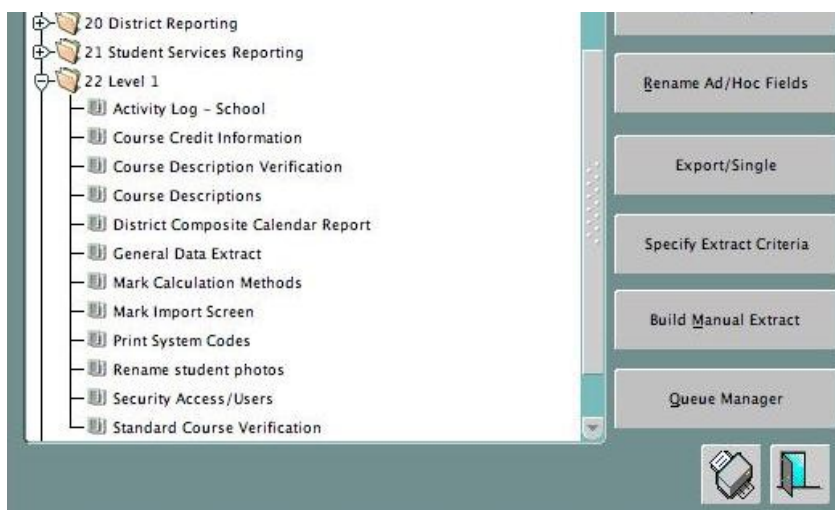 20 District Reporting
21 Student Services Reporting
22 Level 1
Activity Log - School
Course Credit Information
Course Description Verification
Course Descriptions
District Composite Calendar Report
General Data Extract
Mark Calculation Methods
Mark Import Screen
Print System Codes
Rename student photos
Security Access/Users
Standard Course Verification
Rename Ad/Hoc Fields
Export/Single
Specify Extract Criteria
Build Manual Extract
Queue Manager